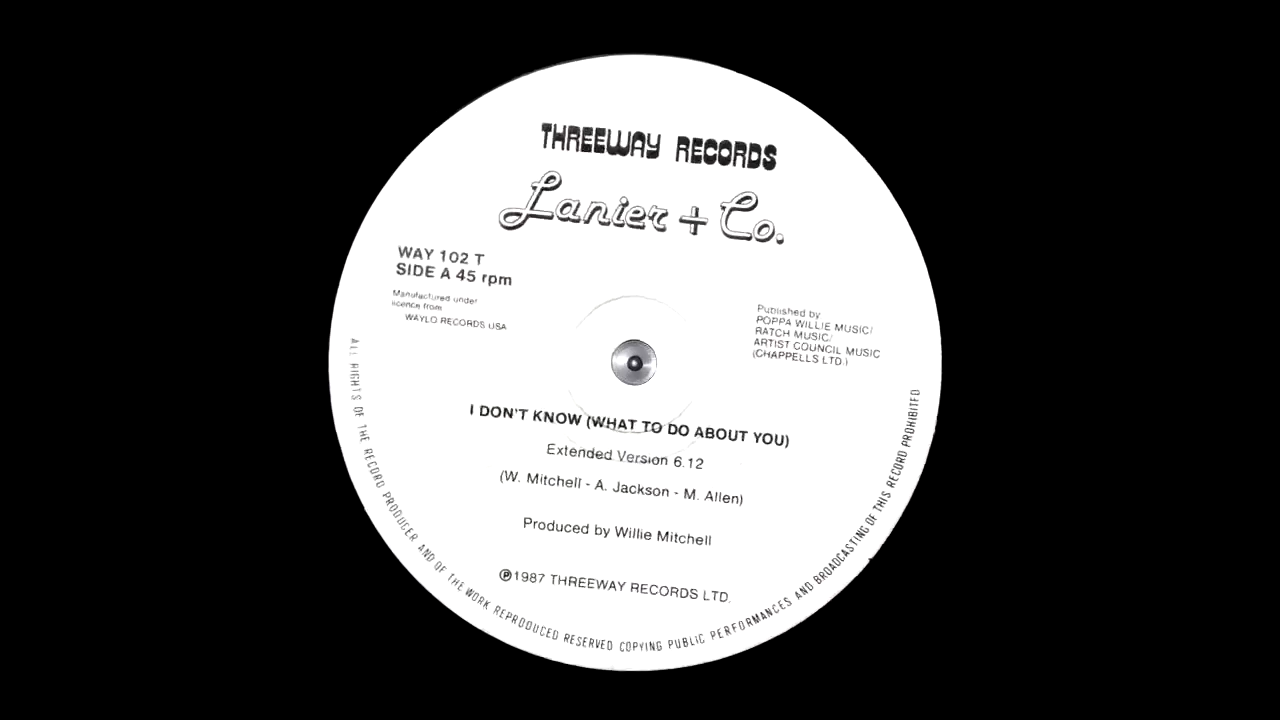 THREEWAY RECORDS
Lanier + Co.
WAY 102 T
SIDE A 45 rpm
Manufactured under
licence from
WAYLO RECORDS USA
Published by
POPPA WILLIE MUSIC/
RATCH MUSIC/
ARTIST COUNCIL MUSIC
(CHAPPELLS LTD.)
I DON'T KNOW (WHAT TO DO ABOUT YOU)
Extended Version 6.12
(W. Mitchell - A. Jackson - M. Allen)
Produced by Willie Mitchell
℗1987 THREEWAY RECORDS LTD.
ALL RIGHTS OF THE RECORD PRODUCER AND OF THE WORK REPRODUCED RESERVED COPYING PUBLIC PERFORMANCES AND BROADCASTING OF THIS RECORD PROHIBITED